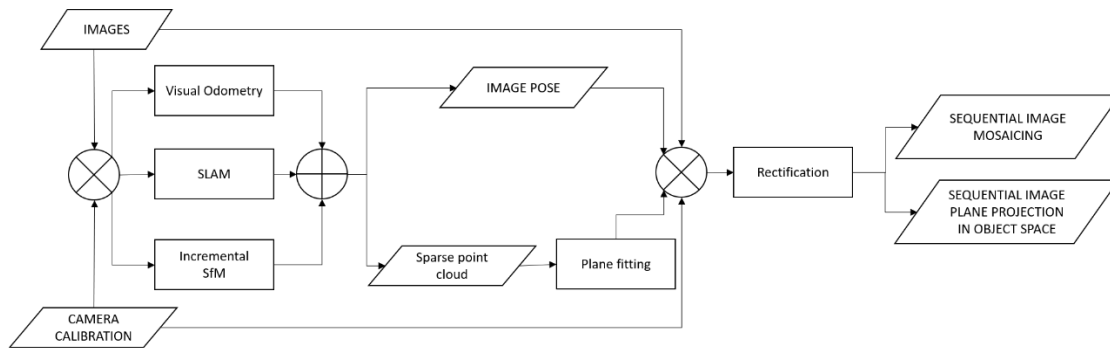 IMAGES
Visual Odometry
SLAM
Incremental
SfM
CAMERA
CALIBRATION
IMAGE POSE
Sparse point
cloud
Plane fitting
Rectification
SEQUENTIAL IMAGE
MOSAICING
SEQUENTIAL IMAGE
PLANE PROJECTION
IN OBJECT SPACE